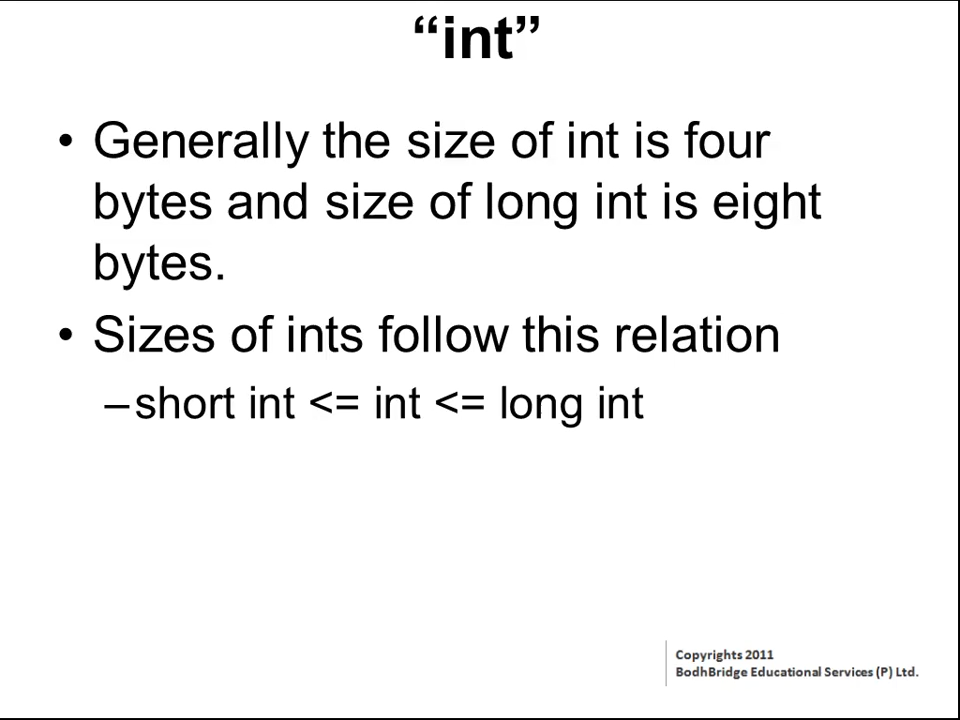 “int”
• Generally the size of int is four
bytes and size of long int is eight
bytes.
• Sizes of ints follow this relation
–short int <= int <= long int
Copyrights 2011
BodhBridge Educational Services (P) Ltd.